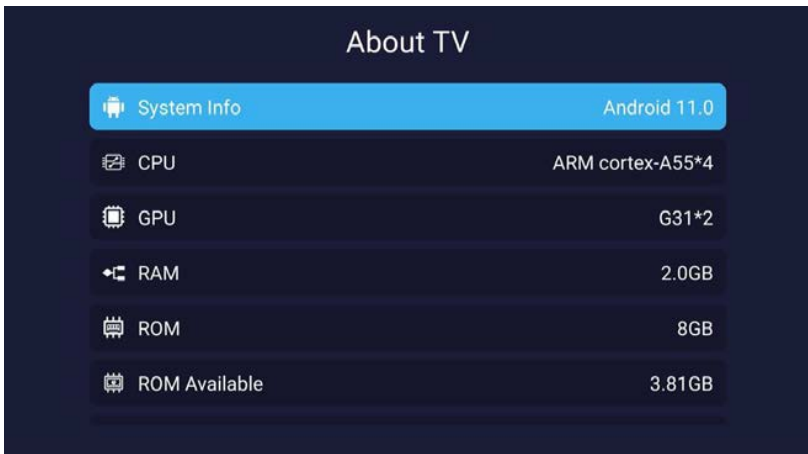 About TV
System Info Android 11.0
CPU ARM cortex-A55*4
GPU G31*2
RAM 2.0GB
ROM 8GB
ROM Available 3.81GB